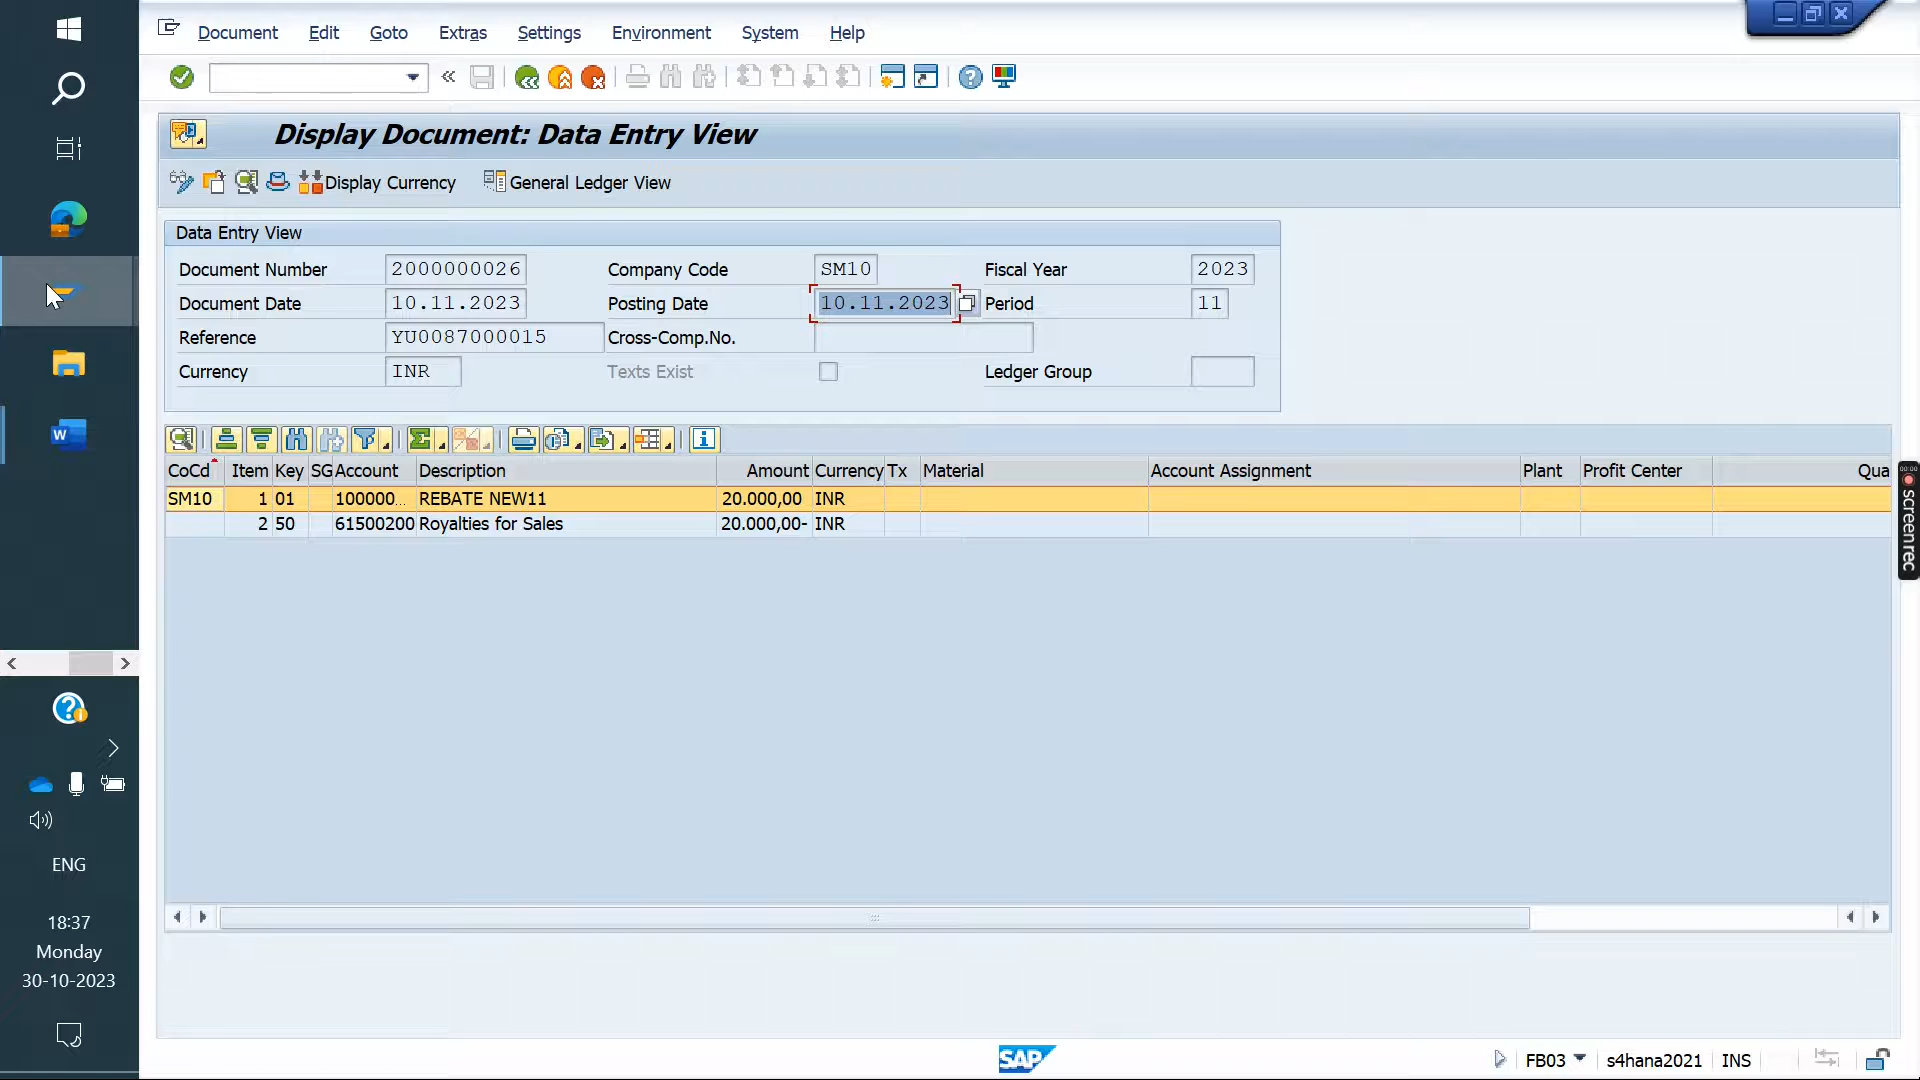 Document Edit Goto Extras Settings Environment System Help
Display Document: Data Entry View
Display Currency General Ledger View
Data Entry View
Document Number 2000000026 Company Code SM10 Fiscal Year 2023
Document Date 10.11.2023 Posting Date 10.11.2023 Period 11
Reference YU0087000015 Cross-Comp.No.
Currency INR Texts Exist Ledger Group
CoCd Item Key SG Account Description Amount Currency Tx Material Account Assignment Plant Profit Center Qua
SM10 1 01 100000... REBATE NEW11 20.000,00 INR
2 50 61500200 Royalties for Sales 20.000,00- INR
W
ENG
18:37
Monday
30-10-2023
00:00
screenrec
SAP
FB03 s4hana2021 INS